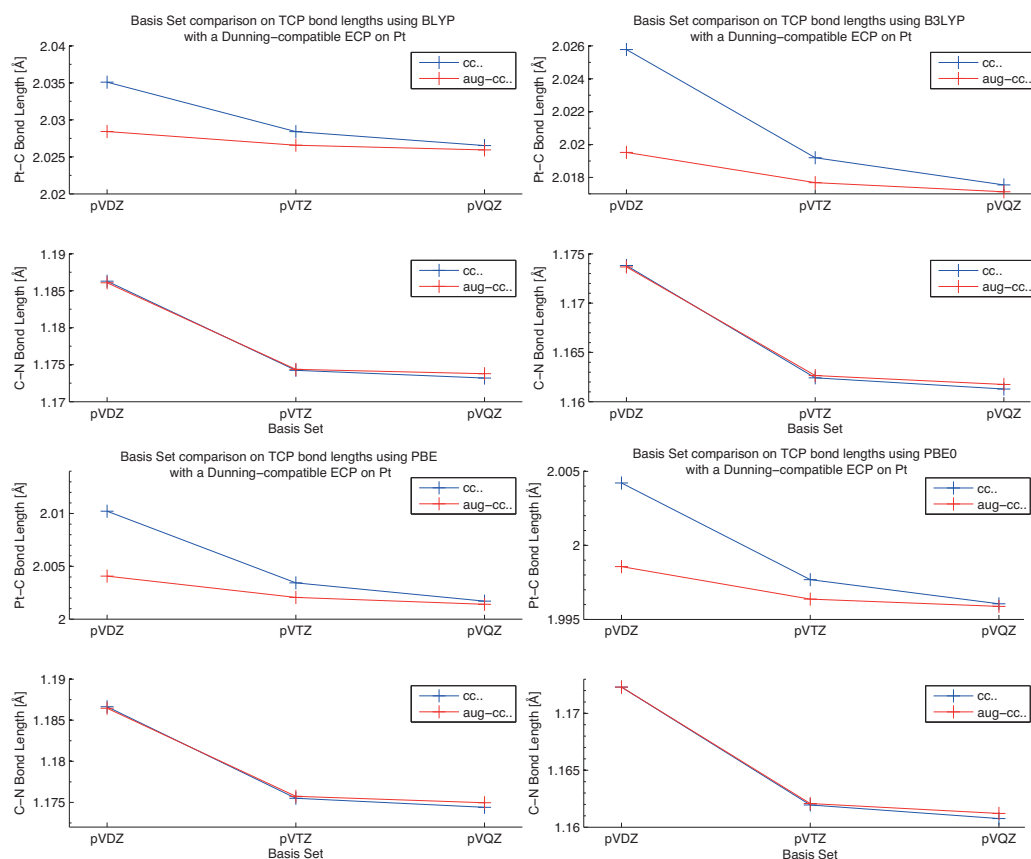 Basis Set comparison on TCP bond lengths using BLYP
with a Dunning−compatible ECP on Pt
2.04
2.035
2.03
2.025
2.02
Pt−C Bond Length [Å]
cc..
aug−cc..
pVDZ
pVTZ
pVQZ
1.19
1.185
1.18
1.175
1.17
C−N Bond Length [Å]
cc..
aug−cc..
pVDZ
pVTZ
pVQZ
Basis Set
Basis Set comparison on TCP bond lengths using B3LYP
with a Dunning−compatible ECP on Pt
2.026
2.024
2.022
2.02
2.018
Pt−C Bond Length [Å]
cc..
aug−cc..
pVDZ
pVTZ
pVQZ
1.175
1.17
1.165
1.16
C−N Bond Length [Å]
cc..
aug−cc..
pVDZ
pVTZ
pVQZ
Basis Set
Basis Set comparison on TCP bond lengths using PBE
with a Dunning−compatible ECP on Pt
2.01
2.005
2
Pt−C Bond Length [Å]
cc..
aug−cc..
pVDZ
pVTZ
pVQZ
1.19
1.185
1.18
1.175
C−N Bond Length [Å]
cc..
aug−cc..
pVDZ
pVTZ
pVQZ
Basis Set
Basis Set comparison on TCP bond lengths using PBE0
with a Dunning−compatible ECP on Pt
2.005
2
1.995
Pt−C Bond Length [Å]
cc..
aug−cc..
pVDZ
pVTZ
pVQZ
1.17
1.165
1.16
C−N Bond Length [Å]
cc..
aug−cc..
pVDZ
pVTZ
pVQZ
Basis Set